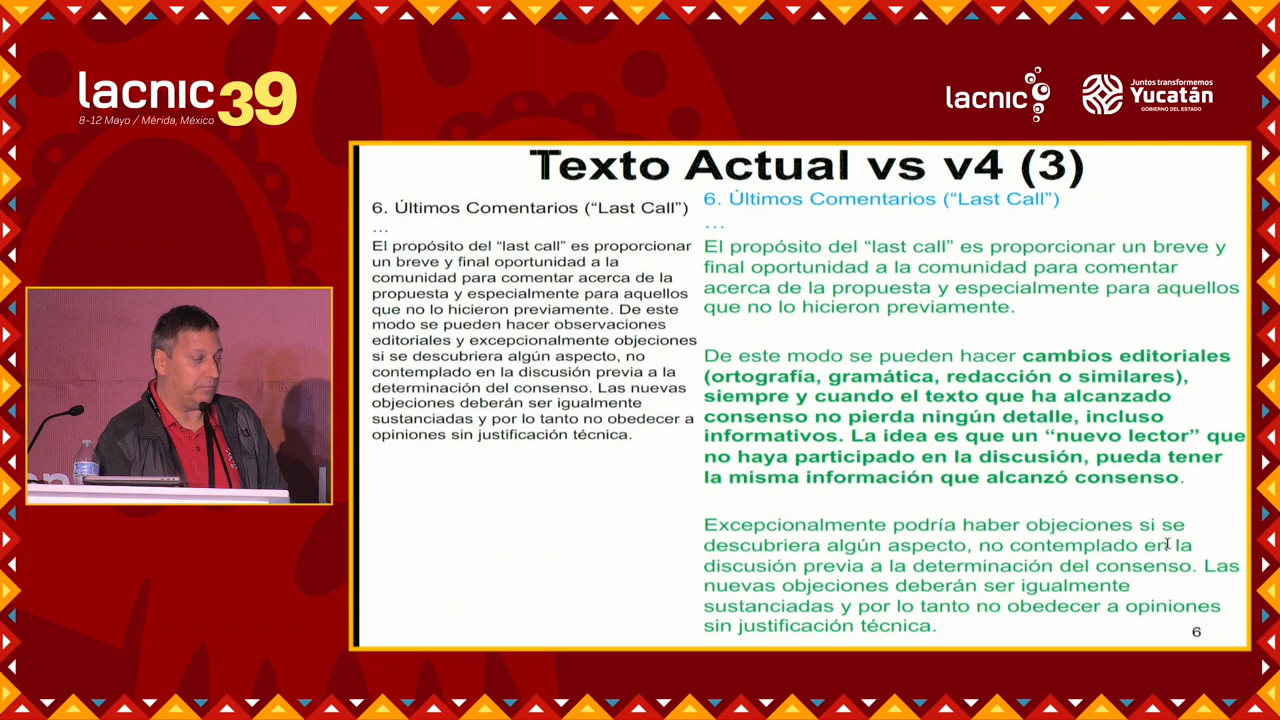 lacnic 39
8-12 Mayo / Mérida, México
lacnic
Juntos transformemos
Yucatán
GOBIERNO DEL ESTADO
Texto Actual vs v4 (3)
6. Últimos Comentarios (“Last Call”)
...
El propósito del “last call” es proporcionar
un breve y final oportunidad a la
comunidad para comentar acerca de la
propuesta y especialmente para aquellos
que no lo hicieron previamente. De este
modo se pueden hacer observaciones
editoriales y excepcionalmente objeciones
si se descubriera algún aspecto, no
contemplado en la discusión previa a la
determinación del consenso. Las nuevas
objeciones deberán ser igualmente
sustanciadas y por lo tanto no obedecer a
opiniones sin justificación técnica.
6. Últimos Comentarios (“Last Call”)
...
El propósito del “last call” es proporcionar un breve y
final oportunidad a la comunidad para comentar
acerca de la propuesta y especialmente para aquellos
que no lo hicieron previamente.
De este modo se pueden hacer cambios editoriales
(ortografía, gramática, redacción o similares),
siempre y cuando el texto que ha alcanzado
consenso no pierda ningún detalle, incluso
informativos. La idea es que un “nuevo lector” que
no haya participado en la discusión, pueda tener
la misma información que alcanzó consenso.
Excepcionalmente podría haber objeciones si se
descubriera algún aspecto, no contemplado en la
discusión previa a la determinación del consenso. Las
nuevas objeciones deberán ser igualmente
sustanciadas y por lo tanto no obedecer a opiniones
sin justificación técnica.
6